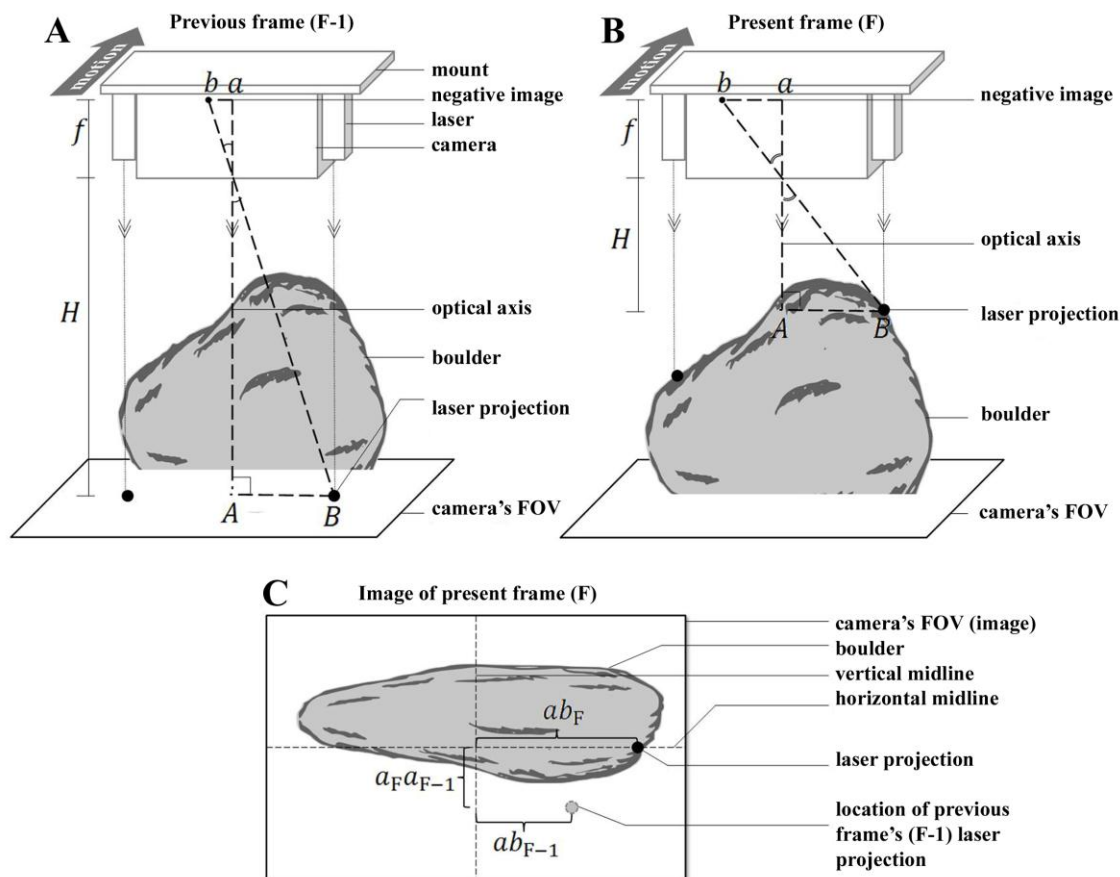 A
Previous frame (F-1)
motion
b a
mount
negative image
laser
camera
f
H
optical axis
boulder
laser projection
A B
camera's FOV
B
Present frame (F)
motion
b a
negative image
f
H
optical axis
laser projection
A B
boulder
camera's FOV
C
Image of present frame (F)
camera's FOV (image)
boulder
vertical midline
horizontal midline
abF
laser projection
aFaF−1
abF−1
location of previous
frame's (F-1) laser
projection